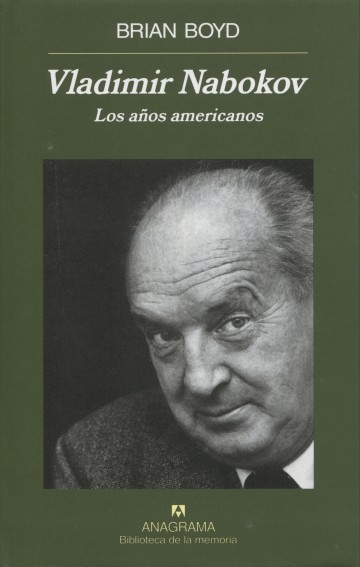 BRIAN BOYD
Vladimir Nabokov
Los años americanos
ANAGRAMA
Biblioteca de la memoria